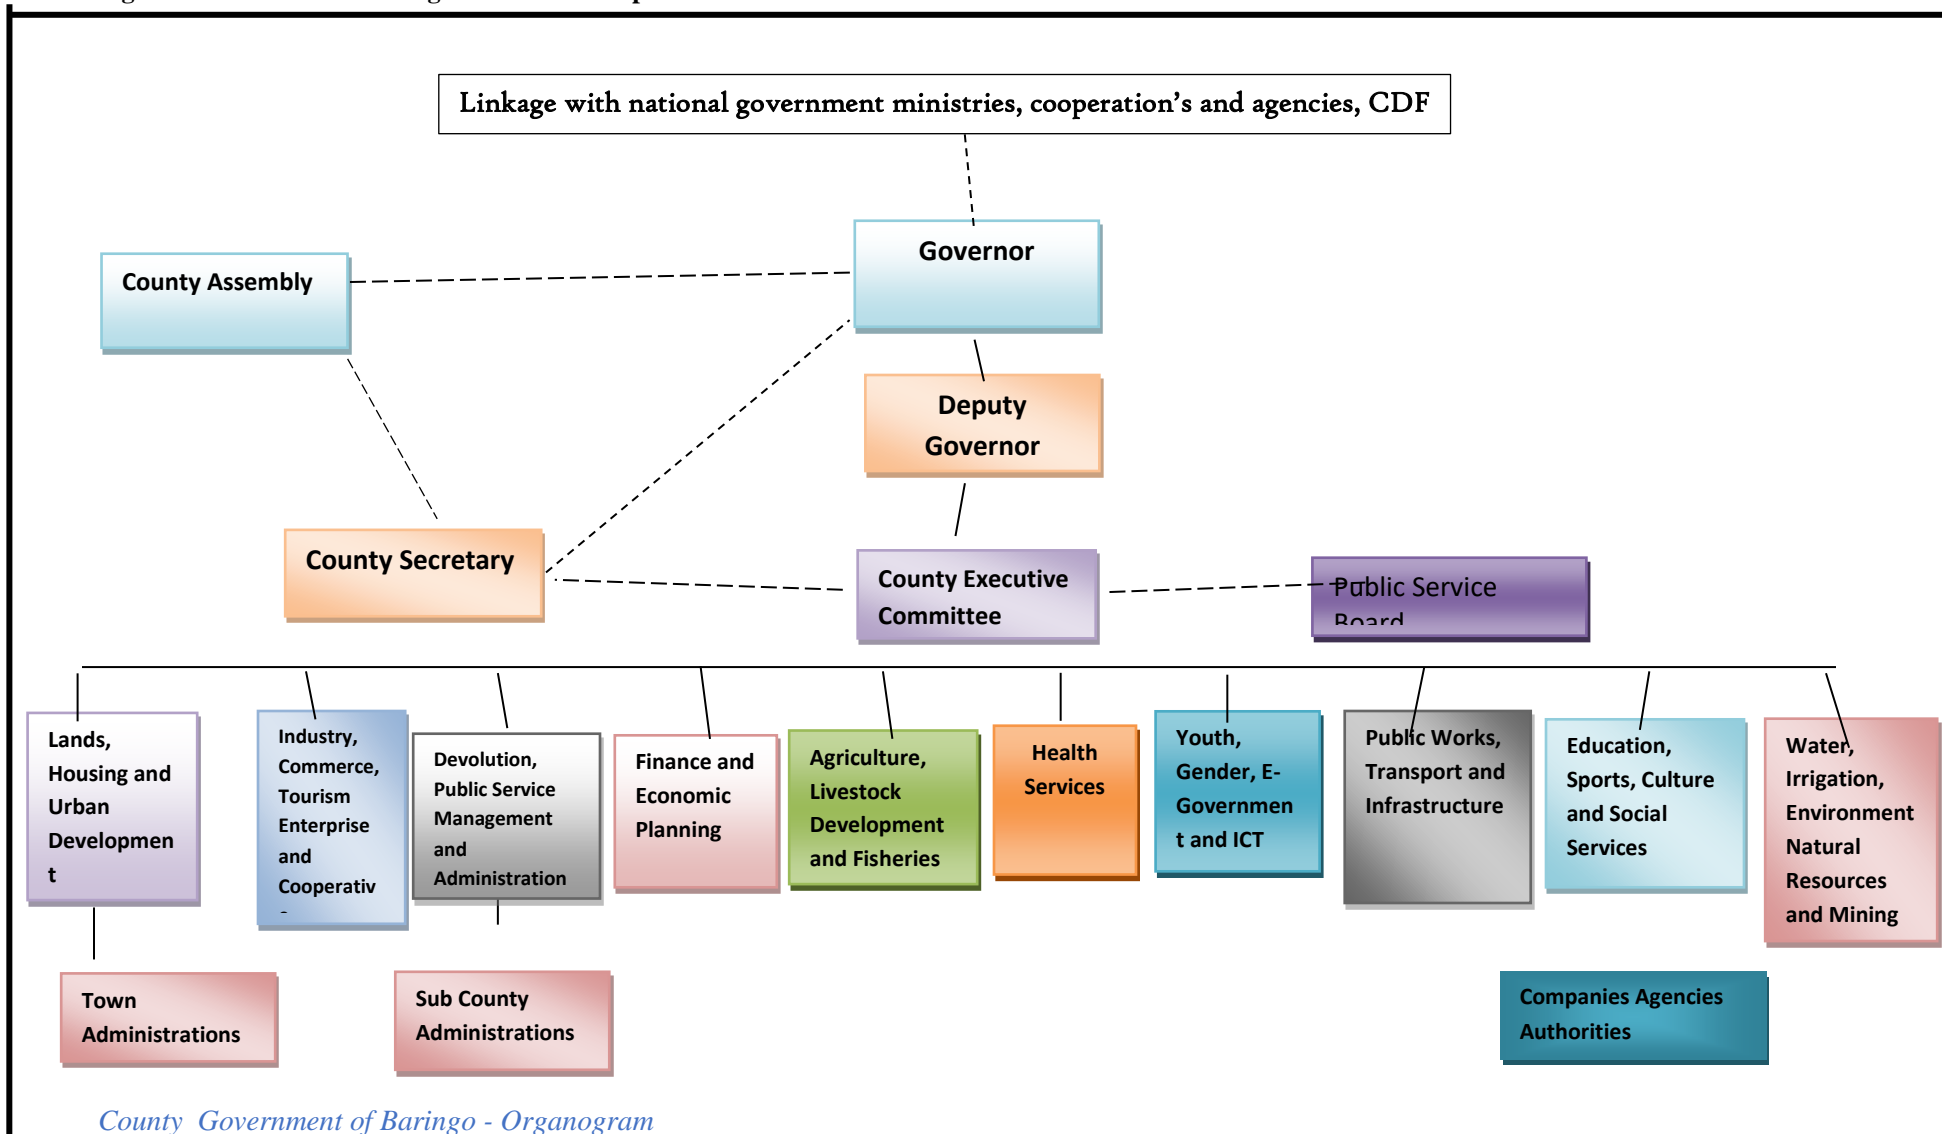 Linkage with national government ministries, cooperation's and agencies, CDF
Governor
County Assembly
Deputy
Governor
County Secretary
County Executive
Committee
Public Service
Board
Lands,
Housing and
Urban
Developmen
t
Industry,
Commerce,
Tourism
Enterprise
and
Cooperativ
Devolution,
Public Service
Management
and
Administration
Finance and
Economic
Planning
Agriculture,
Livestock
Development
and Fisheries
Health
Services
Youth,
Gender, E-
Governmen
t and ICT
Public Works,
Transport and
Infrastructure
Education,
Sports, Culture
and Social
Services
Water,
Irrigation,
Environment
Natural
Resources
and Mining
Town
Administrations
Sub County
Administrations
Companies Agencies
Authorities
County Government of Baringo - Organogram